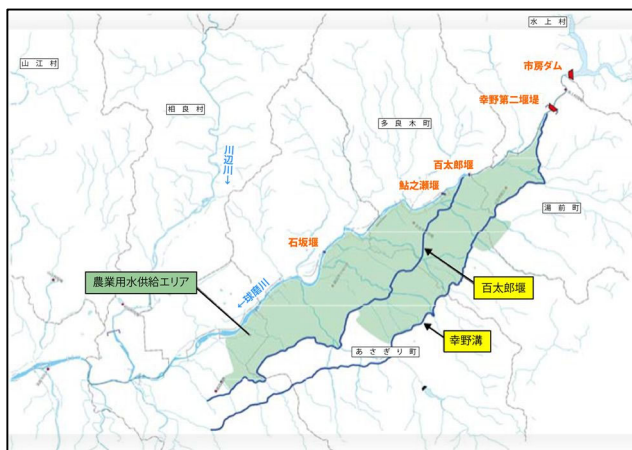 水上村
山江村
市房ダム
相良村
幸野第二堰堤
多良木町
川辺川→
百太郎堰
鮎之瀬堰
湯前町
石坂堰
農業用水供給エリア
百太郎堰
←球磨川
幸野溝
あさぎり町